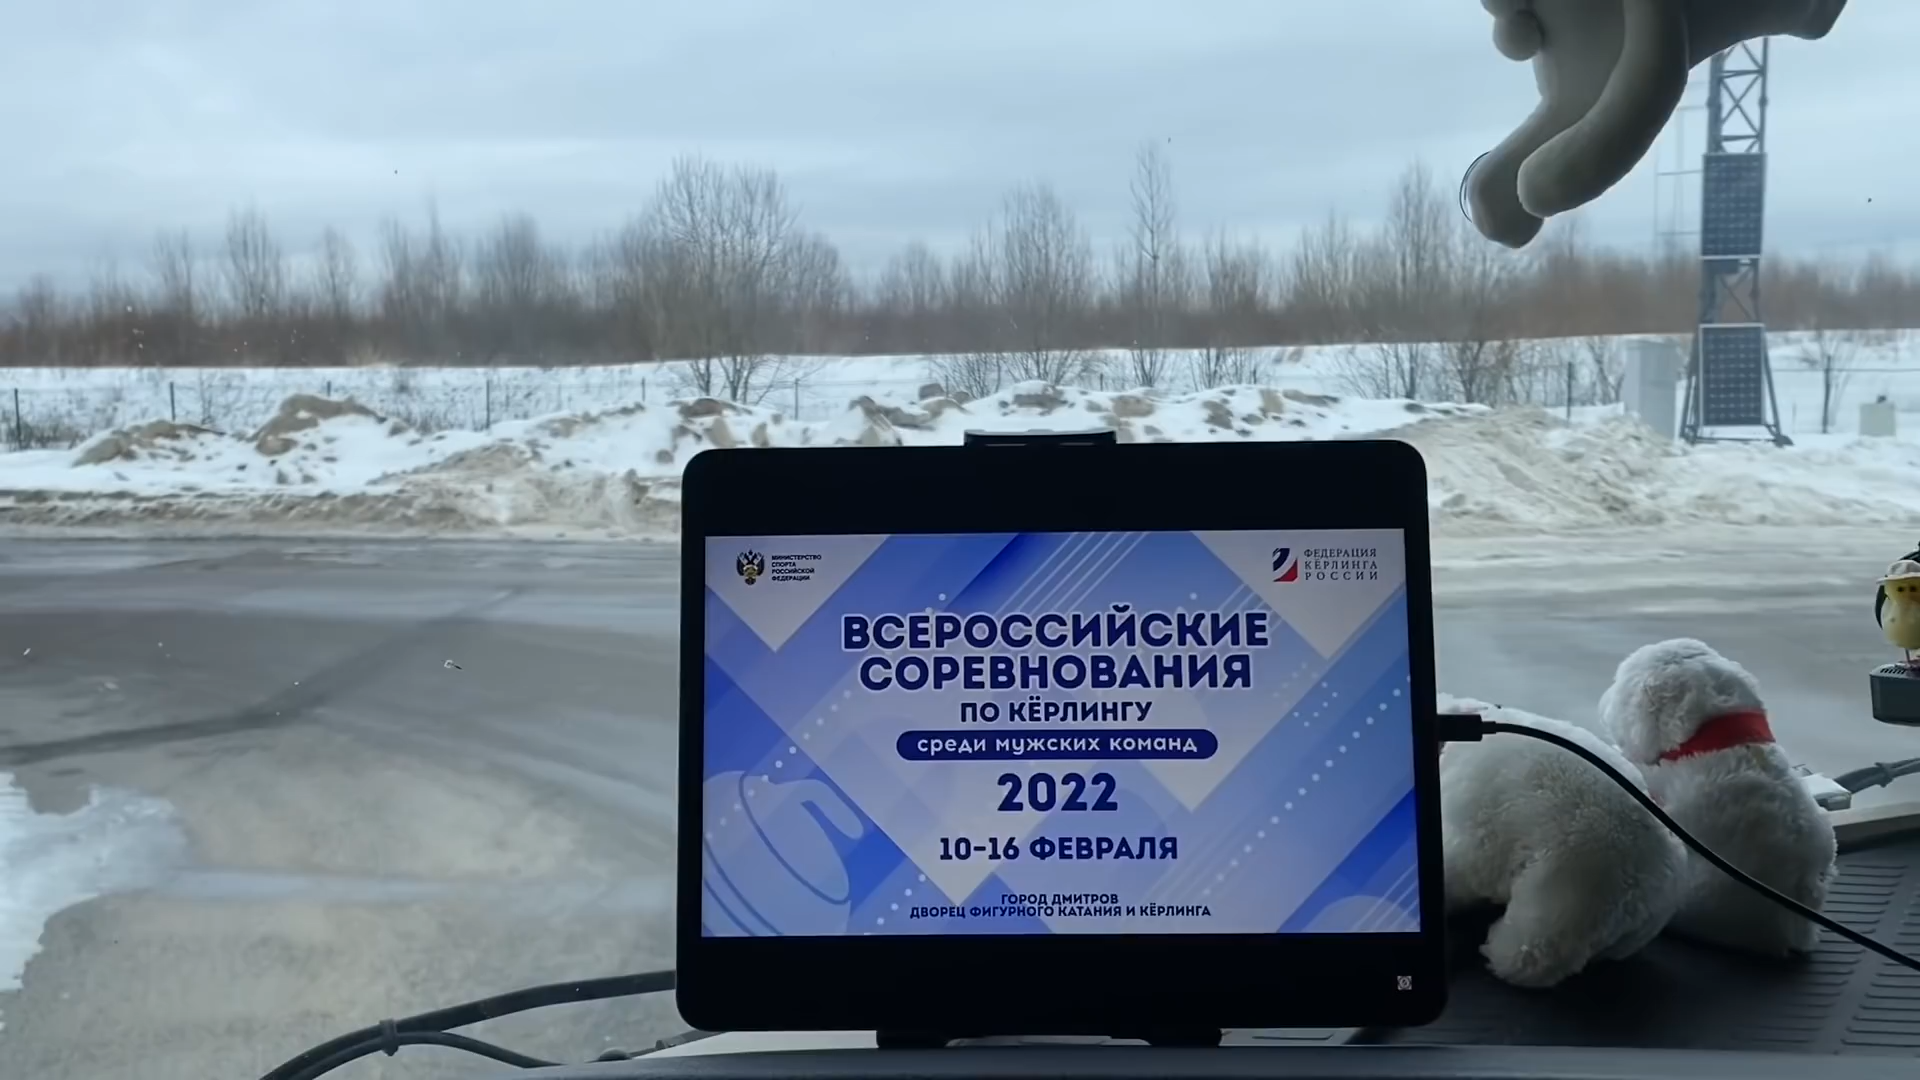 МИНИСТЕРСТВО
СПОРТА
РОССИЙСКОЙ
ФЕДЕРАЦИИ
ФЕДЕРАЦИЯ
КЁРЛИНГА
РОССИИ
ВСЕРОССИЙСКИЕ
СОРЕВНОВАНИЯ
ПО КЁРЛИНГУ
среди мужских команд
2022
10-16 ФЕВРАЛЯ
ГОРОД ДМИТРОВ
ДВОРЕЦ ФИГУРНОГО КАТАНИЯ И КЁРЛИНГА